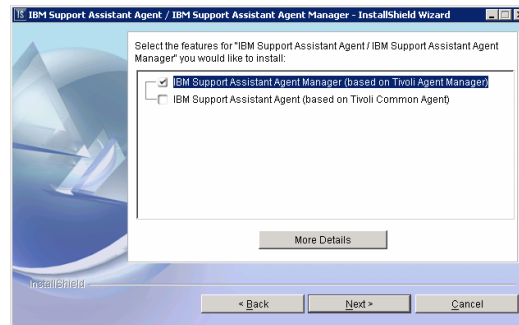 IBM Support Assistant Agent / IBM Support Assistant Agent Manager - InstallShield Wizard
Select the features for "IBM Support Assistant Agent / IBM Support Assistant Agent
Manager" you would like to install:
IBM Support Assistant Agent Manager (based on Tivoli Agent Manager)
IBM Support Assistant Agent (based on Tivoli Common Agent)
More Details
InstallShield
< Back
Next >
Cancel